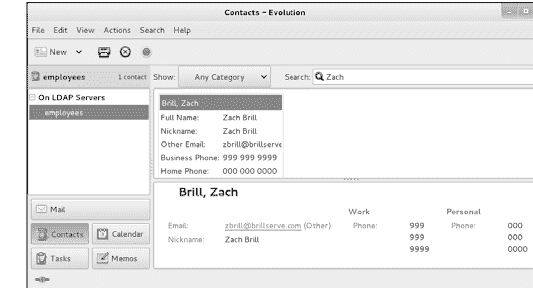 Contacts – Evolution
File Edit View Actions Search Help
New
employees 1 contact Show: Any Category Search: Zach
On LDAP Servers
employees
Brill, Zach
Full Name: Zach Brill
Nickname: Zach Brill
Other Email: zbrill@brillserve
Business Phone: 999 999 9999
Home Phone: 000 000 0000
Brill, Zach
Work Personal
Email: zbrill@brillserve.com (Other) Phone: 999 Phone: 000
Nickname: Zach Brill 999 000
9999 0000
Mail
Contacts Calendar
Tasks Memos